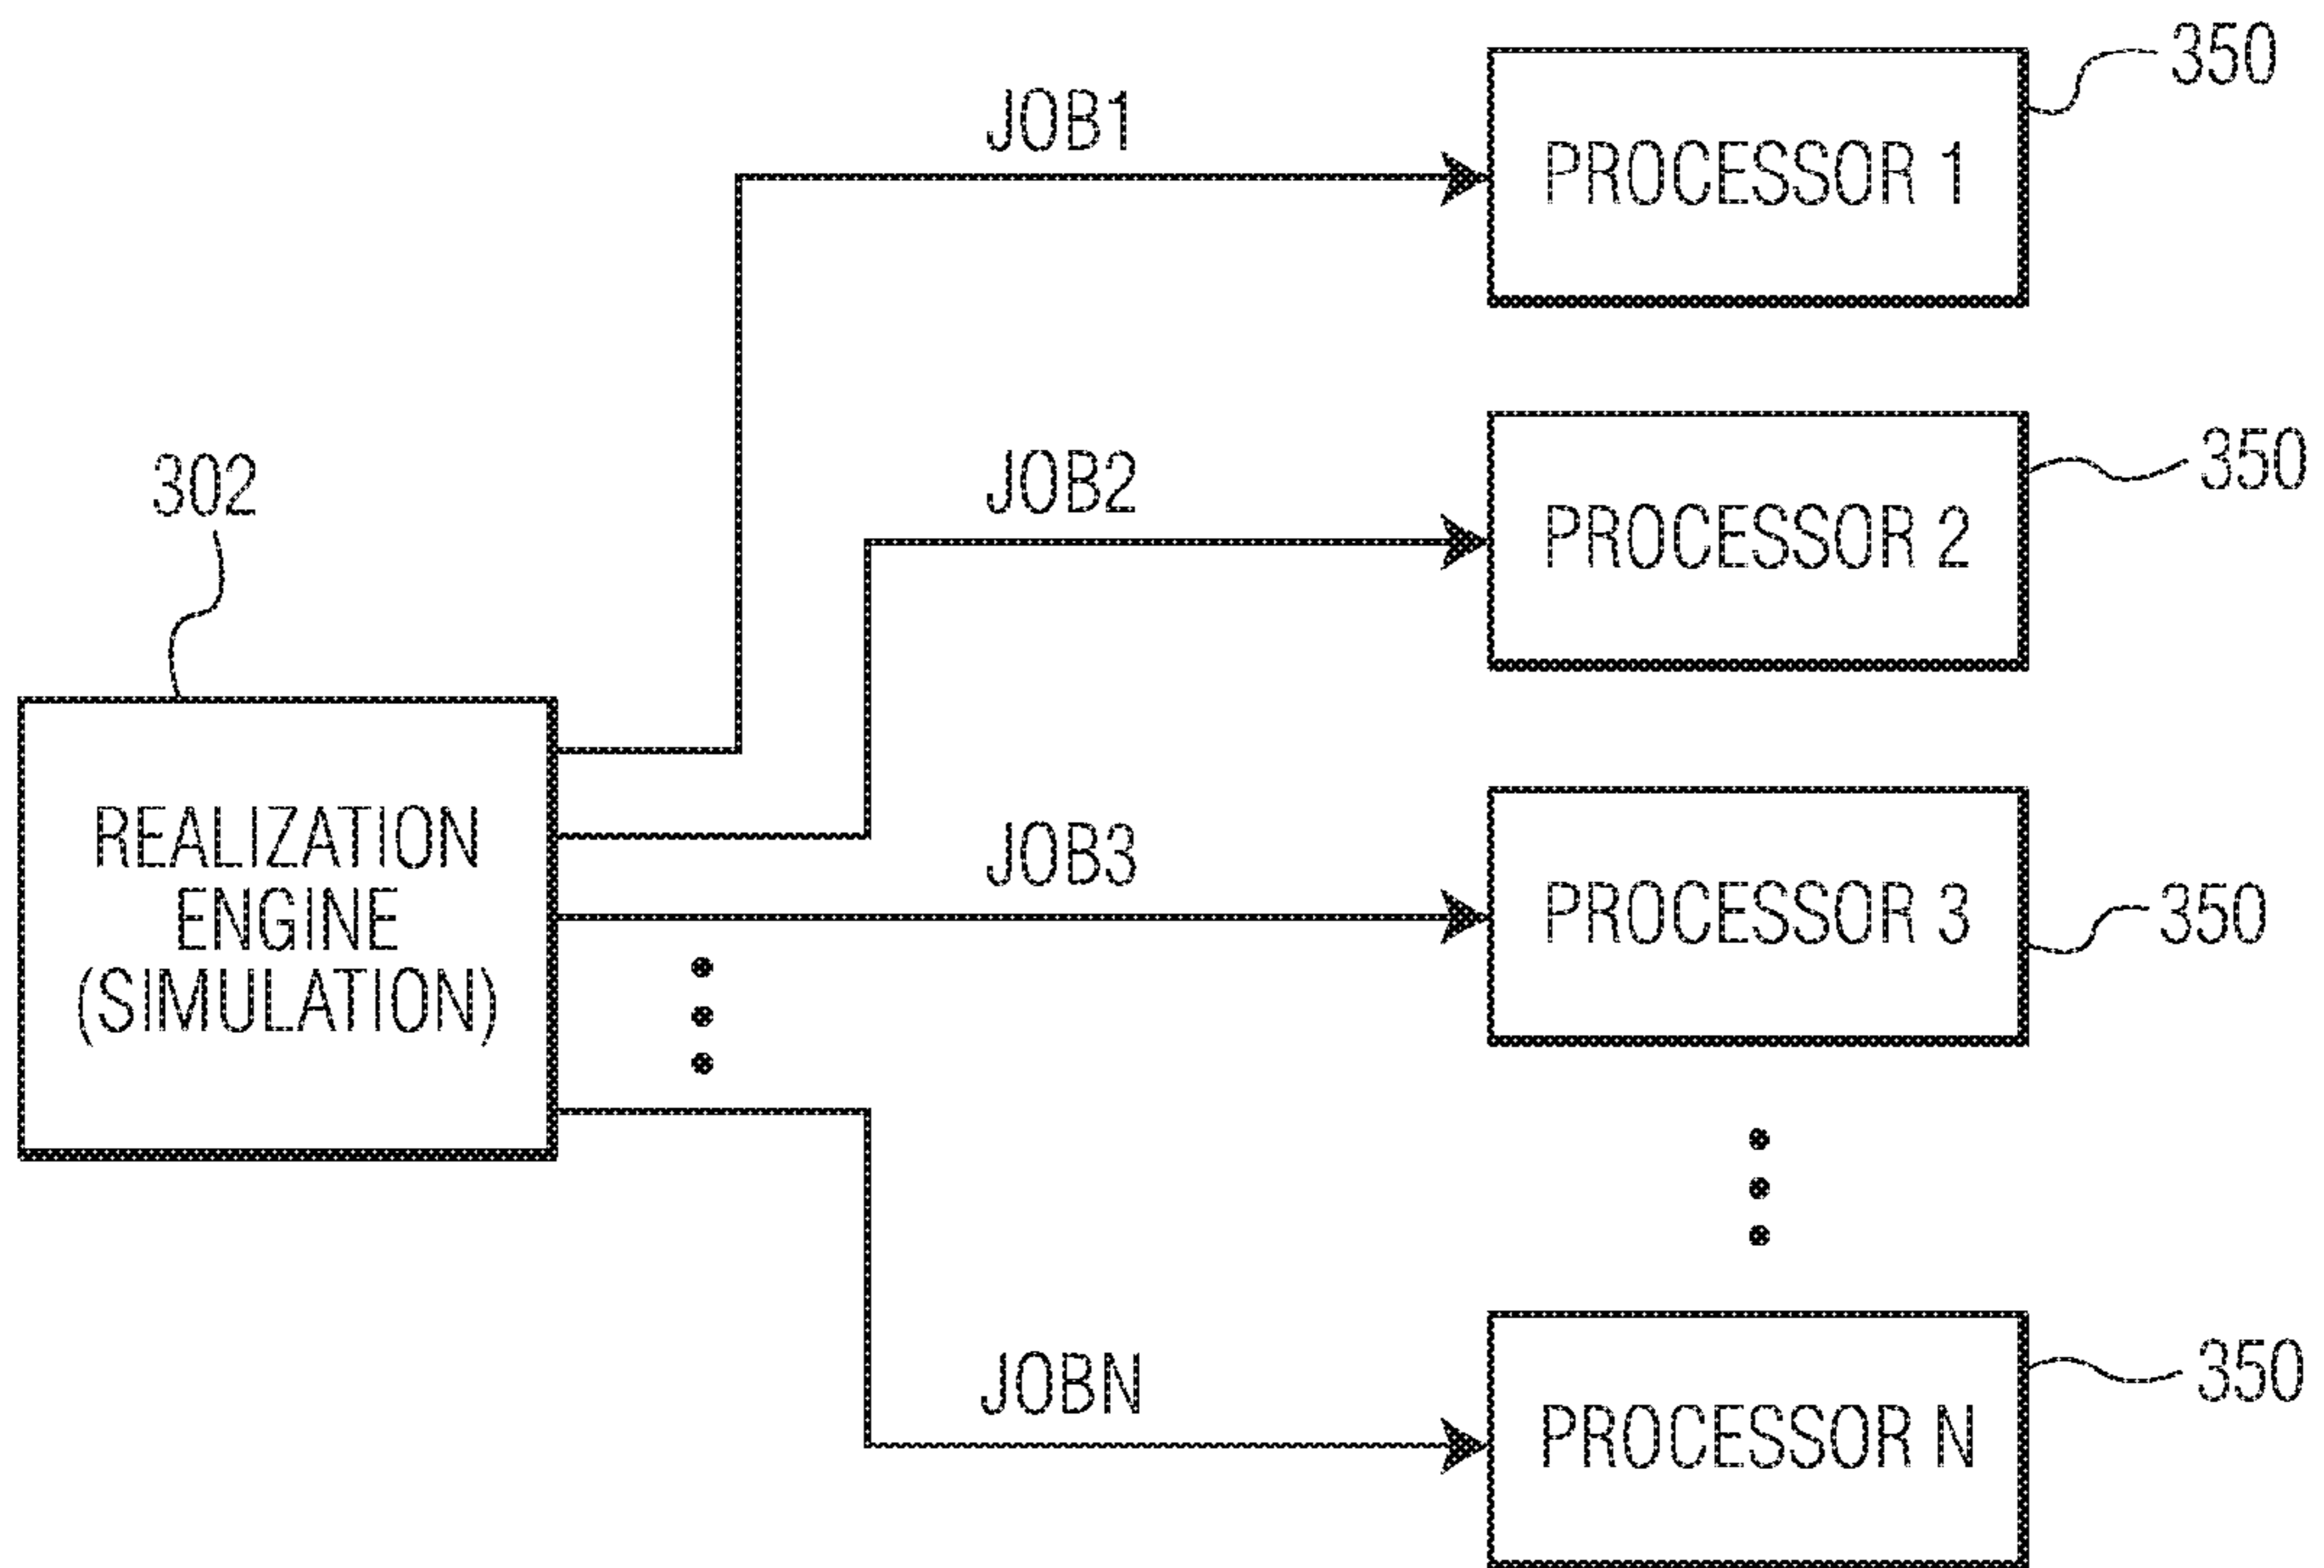 350
JOB1
PROCESSOR 1
302
JOB2
350
PROCESSOR 2
REALIZATION
ENGINE
(SIMULATION)
JOB3
PROCESSOR 3
350
JOBN
350
PROCESSOR N